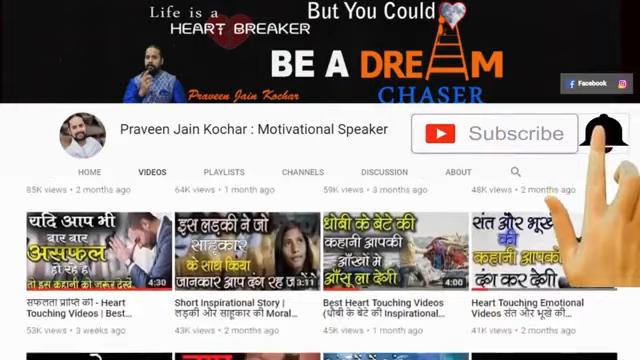 Life is a
HEART BREAKER
But You Could
BE A DREAM
CHASER
Praveen Jain Kochar
Facebook
Praveen Jain Kochar : Motivational Speaker
Subscribe
HOME VIDEOS PLAYLISTS CHANNELS DISCUSSION ABOUT
85K views • 2 months ago
64K views • 1 month ago
59K views • 3 months ago
48K views • 2 months ago
यदि आप भी
बार बार
असफल
हो रहे है
तो इस कहानी को जरूर देखें
4:30
इस लड़की ने जो
साहूकार
के साथ किया
जानकार आप दंग रह जायेंगे
3:11
धोबी के बेटे की
कहानी आपकी
आँखों मे
आँसू ला देगी
4:00
संत और भूखे
की
कहानी आपको
दंग कर देगी
सफलता प्राप्ति की - Heart
Touching Videos | Best...
53K views • 3 weeks ago
Short Inspirational Story |
लड़की और साहूकार की Moral...
43K views • 2 months ago
Best Heart Touching Videos
(धोबी के बेटे की Inspirational...
45K views • 1 month ago
Heart Touching Emotional
Videos संत और भूखे की...
41K views • 2 months ago